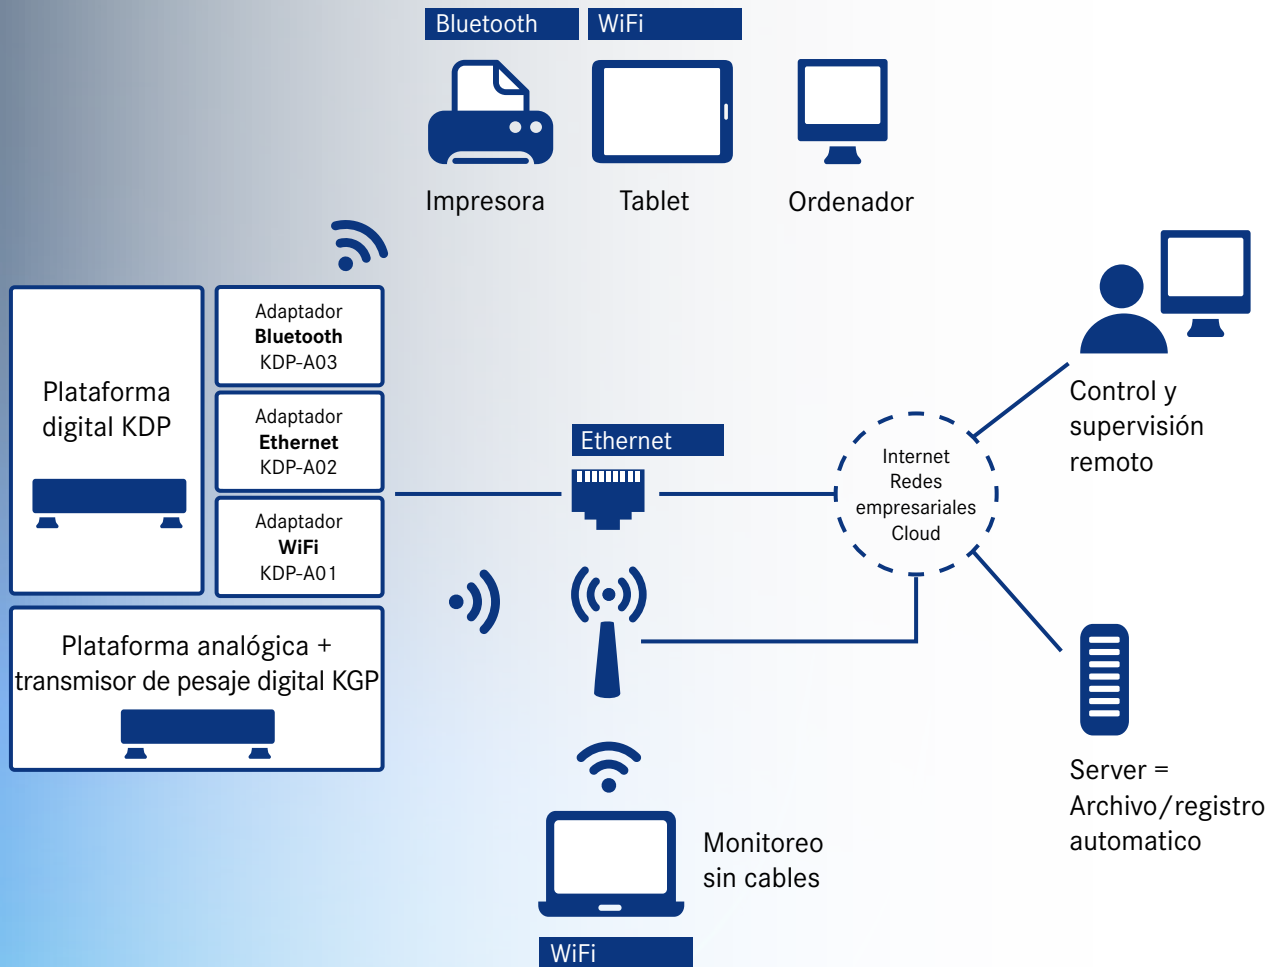 Bluetooth
WiFi
Impresora
Tablet
Ordenador
Plataforma
digital KDP
Adaptador
Bluetooth
KDP-A03
Adaptador
Ethernet
KDP-A02
Adaptador
WiFi
KDP-A01
Plataforma analógica +
transmisor de pesaje digital KGP
Ethernet
Internet
Redes
empresariales
Cloud
Control y
supervisión
remoto
Server =
Archivo/registro
automatico
Monitoreo
sin cables
WiFi